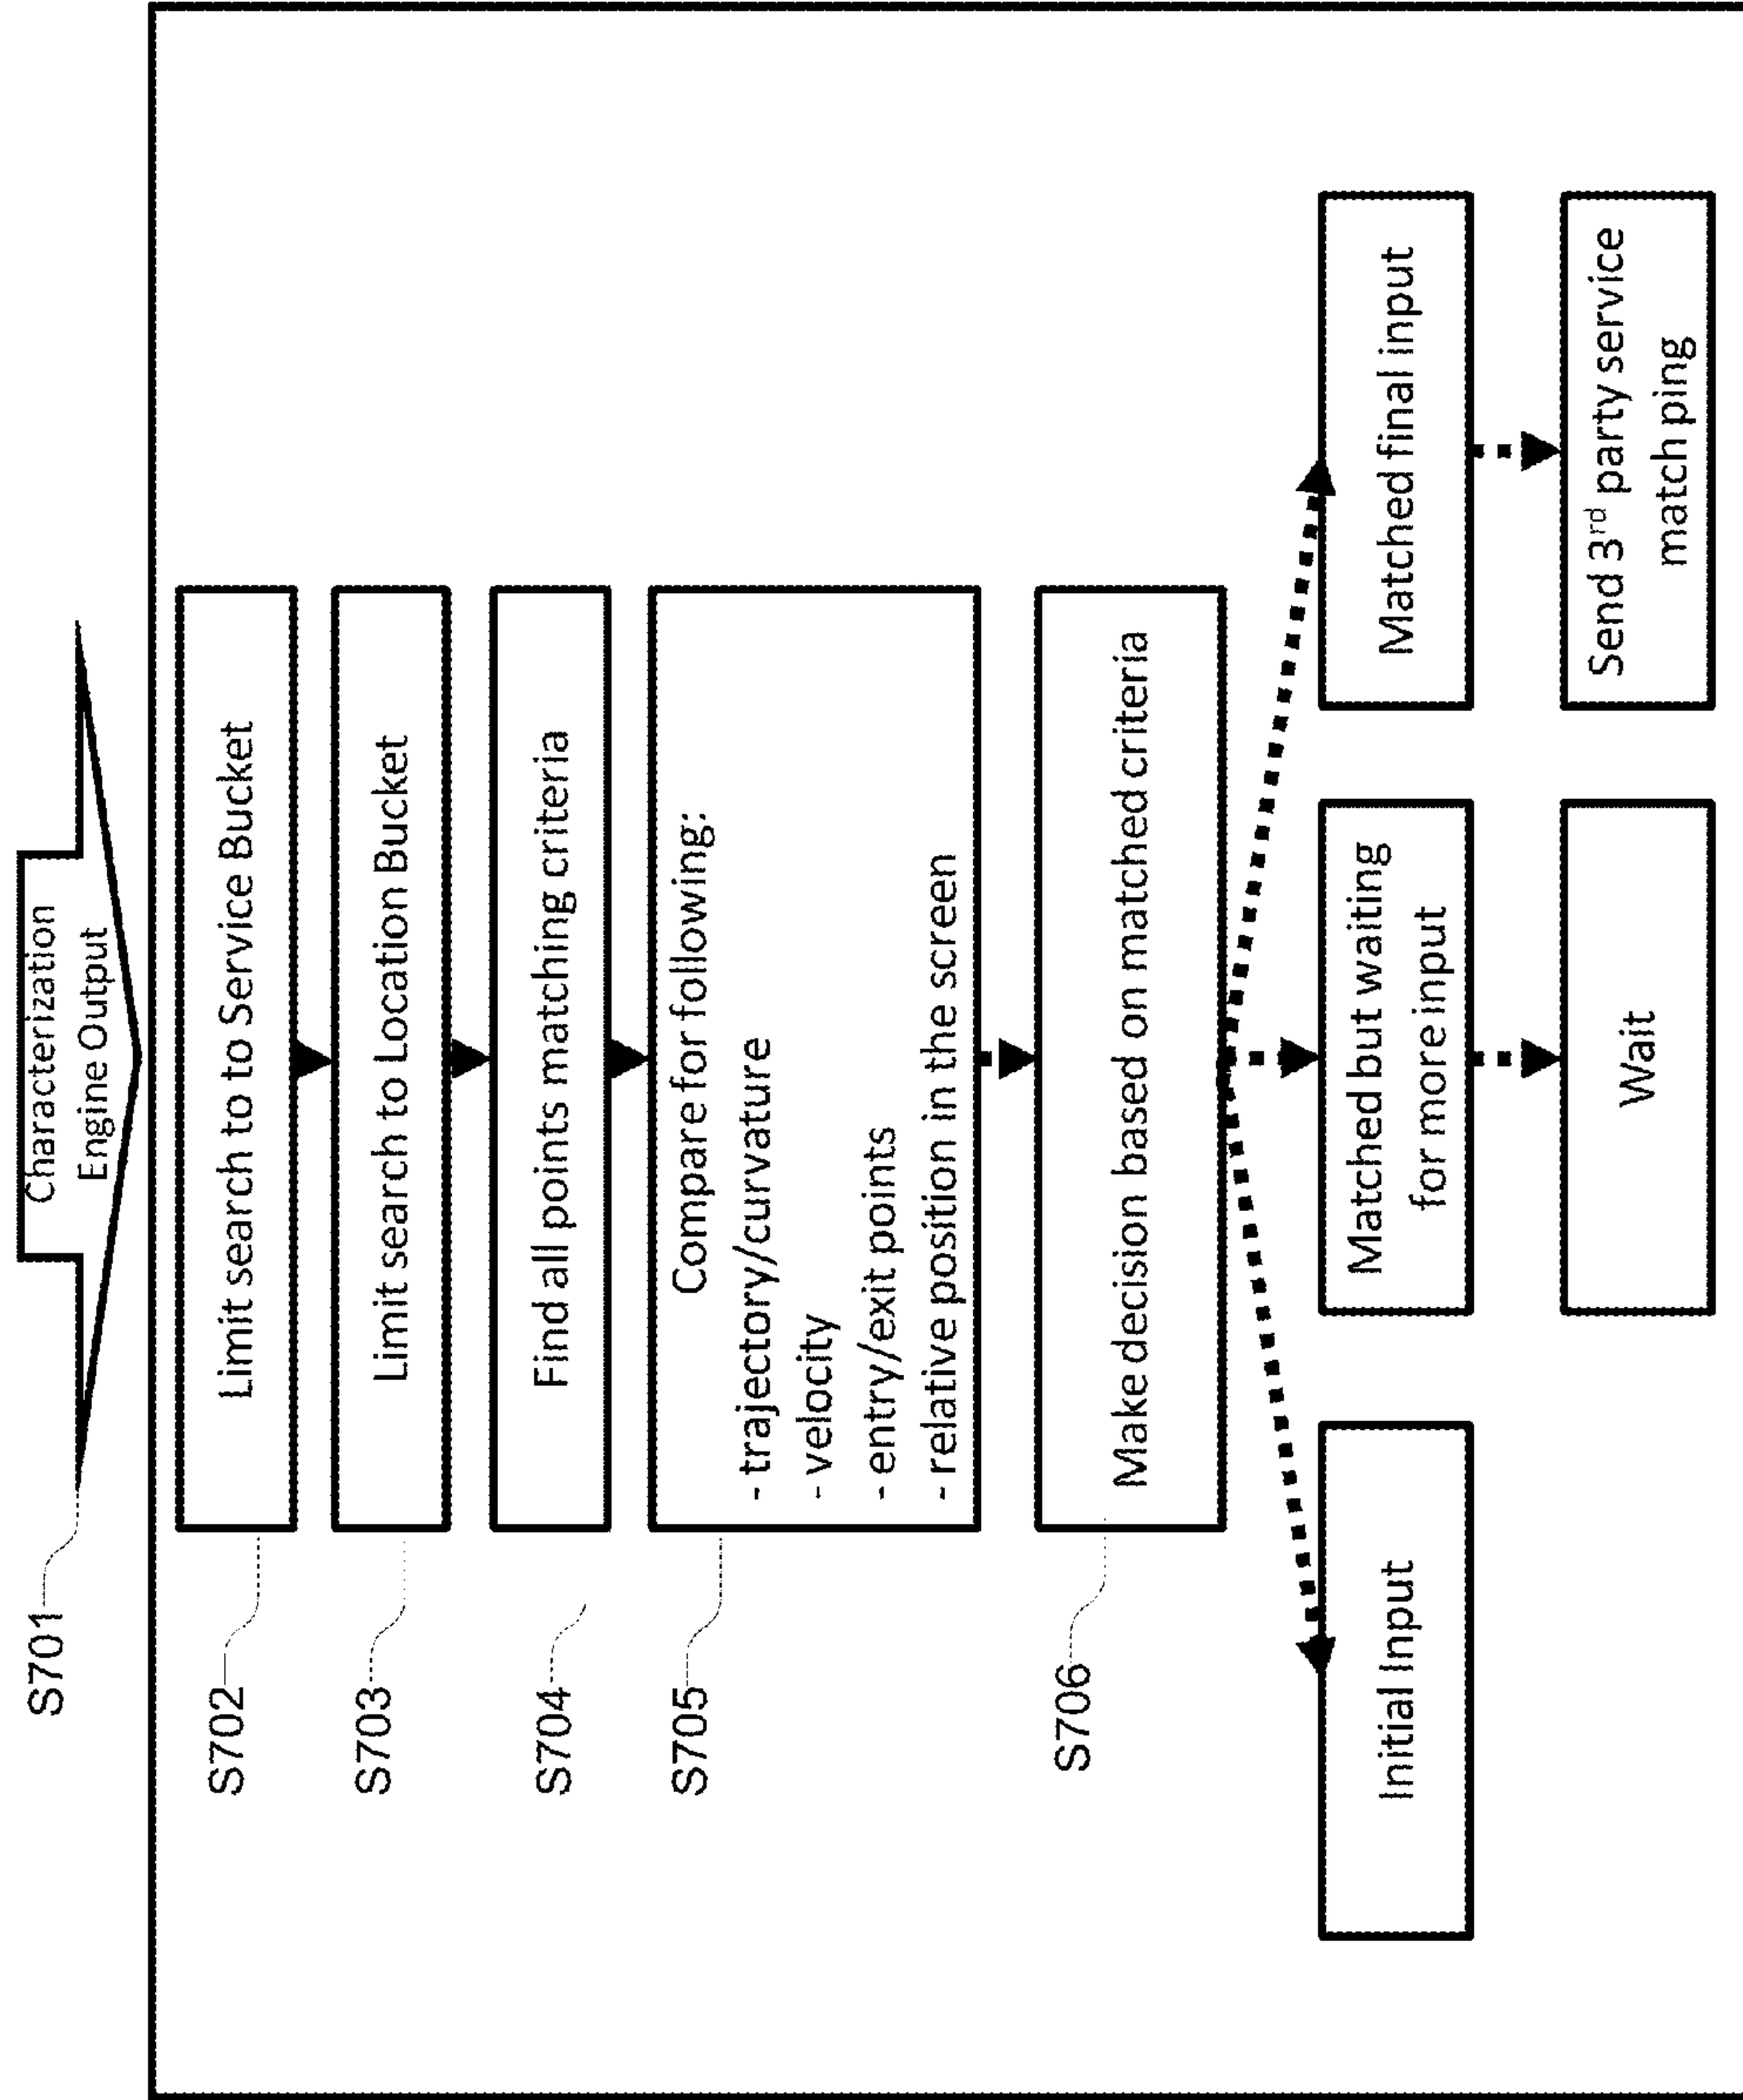 S701
Characterization
Engine Output
S702
Limit search to to Service Bucket
S703
Limit search to Location Bucket
S704
Find all points matching criteria
S705
Compare for following:
- trajectory/curvature
- velocity
- entry/exit points
- relative position in the screen
S706
Make decision based on matched criteria
Initial Input
Matched but waiting
for more input
Matched final input
Wait
Send 3rd party service
match ping